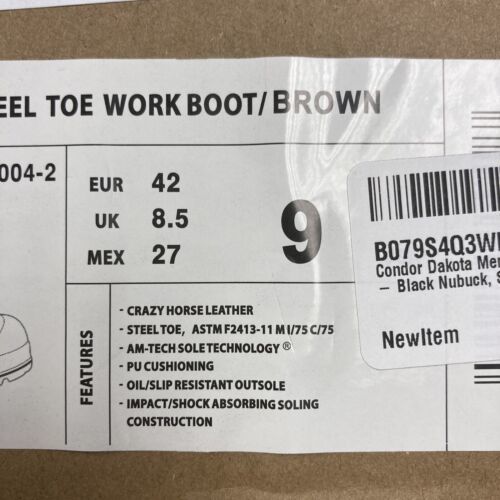 EEL TOE WORK BOOT/ BROWN
004-2
EUR 42
UK 8.5
MEX 27
9
FEATURES
- CRAZY HORSE LEATHER
- STEEL TOE, ASTM F2413-11 M I/75 C/75
- AM-TECH SOLE TECHNOLOGY ®
- PU CUSHIONING
- OIL/SLIP RESISTANT OUTSOLE
- IMPACT/SHOCK ABSORBING SOLING
CONSTRUCTION
B079S4Q3W
Condor Dakota Men
— Black Nubuck, S
NewItem